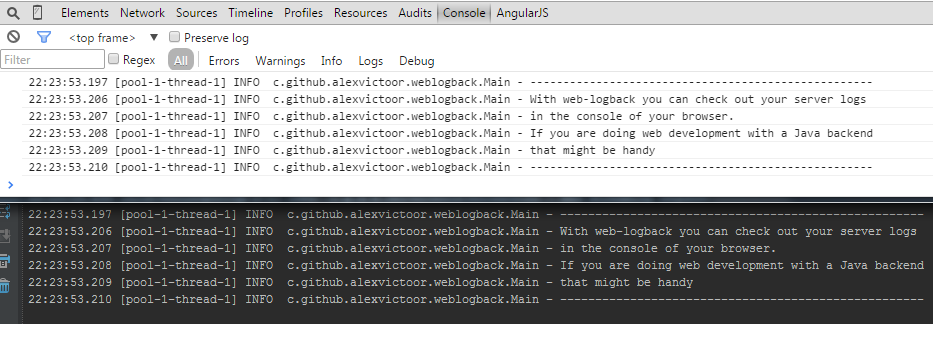 Elements Network Sources Timeline Profiles Resources Audits Console AngularJS
<top frame> ▼ Preserve log
Filter Regex All Errors Warnings Info Logs Debug
22:23:53.197 [pool-1-thread-1] INFO  c.github.alexvictoor.weblogback.Main - ----------------------------------------------------
22:23:53.206 [pool-1-thread-1] INFO  c.github.alexvictoor.weblogback.Main - With web-logback you can check out your server logs
22:23:53.207 [pool-1-thread-1] INFO  c.github.alexvictoor.weblogback.Main - in the console of your browser.
22:23:53.208 [pool-1-thread-1] INFO  c.github.alexvictoor.weblogback.Main - If you are doing web development with a Java backend
22:23:53.209 [pool-1-thread-1] INFO  c.github.alexvictoor.weblogback.Main - that might be handy
22:23:53.210 [pool-1-thread-1] INFO  c.github.alexvictoor.weblogback.Main - ----------------------------------------------------
>
22:23:53.197 [pool-1-thread-1] INFO  c.github.alexvictoor.weblogback.Main - ----------------------------------------------------
22:23:53.206 [pool-1-thread-1] INFO  c.github.alexvictoor.weblogback.Main - With web-logback you can check out your server logs
22:23:53.207 [pool-1-thread-1] INFO  c.github.alexvictoor.weblogback.Main - in the console of your browser.
22:23:53.208 [pool-1-thread-1] INFO  c.github.alexvictoor.weblogback.Main - If you are doing web development with a Java backend
22:23:53.209 [pool-1-thread-1] INFO  c.github.alexvictoor.weblogback.Main - that might be handy
22:23:53.210 [pool-1-thread-1] INFO  c.github.alexvictoor.weblogback.Main - ----------------------------------------------------